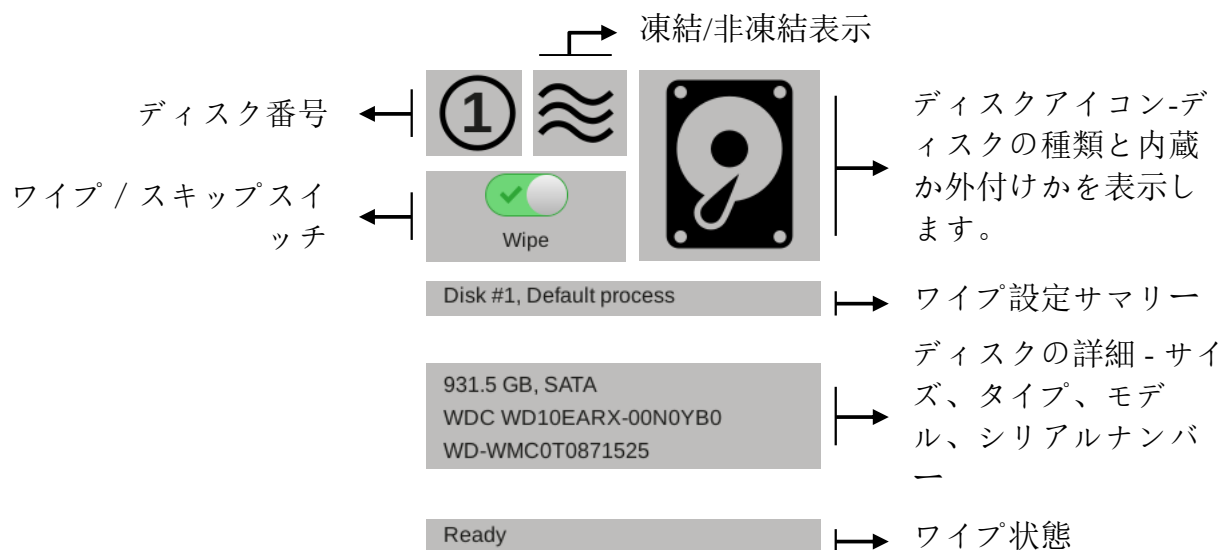 凍結/非凍結表示
ディスク番号
1
ディスクアイコン-デ
ィスクの種類と内蔵
か外付けかを表示し
ます。
ワイプ / スキップスイ
ッチ
Wipe
Disk #1, Default process
ワイプ設定サマリー
931.5 GB, SATA
WDC WD10EARX-00N0YB0
WD-WMC0T0871525
ディスクの詳細 - サイ
ズ、タイプ、モデ
ル、シリアルナンバ
ー
Ready
ワイプ状態